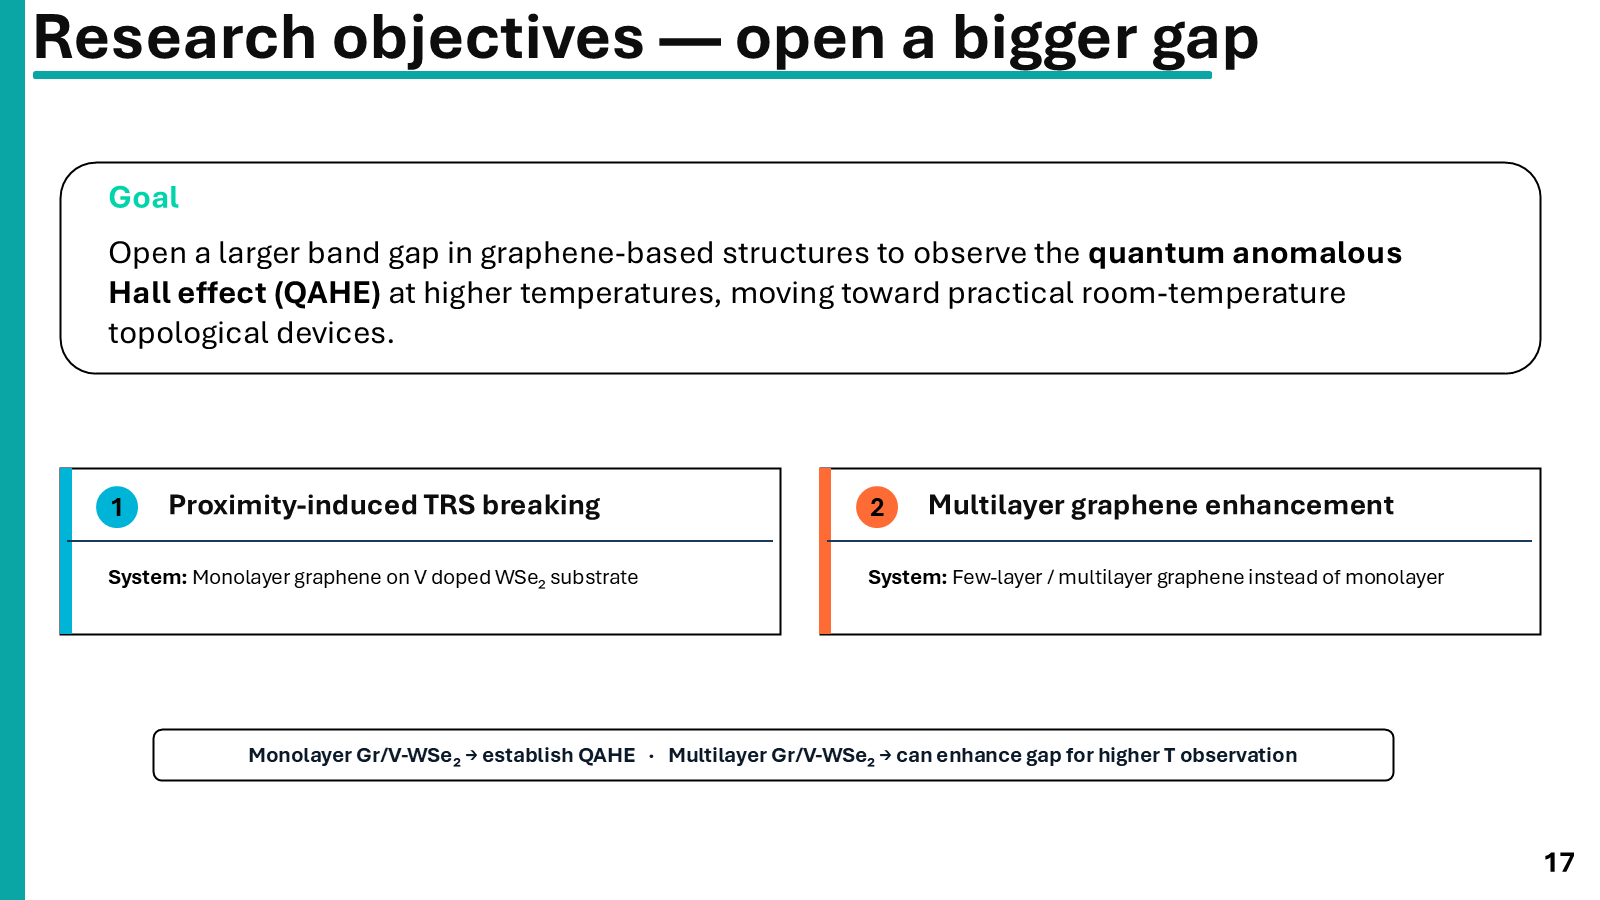 Research objectives — open a bigger gap
Goal
Open a larger band gap in graphene-based structures to observe the quantum anomalous
Hall effect (QAHE) at higher temperatures, moving toward practical room-temperature
topological devices.
1 Proximity-induced TRS breaking
System: Monolayer graphene on V doped WSe₂ substrate
2 Multilayer graphene enhancement
System: Few-layer / multilayer graphene instead of monolayer
Monolayer Gr/V-WSe₂ → establish QAHE · Multilayer Gr/V-WSe₂ → can enhance gap for higher T observation
17